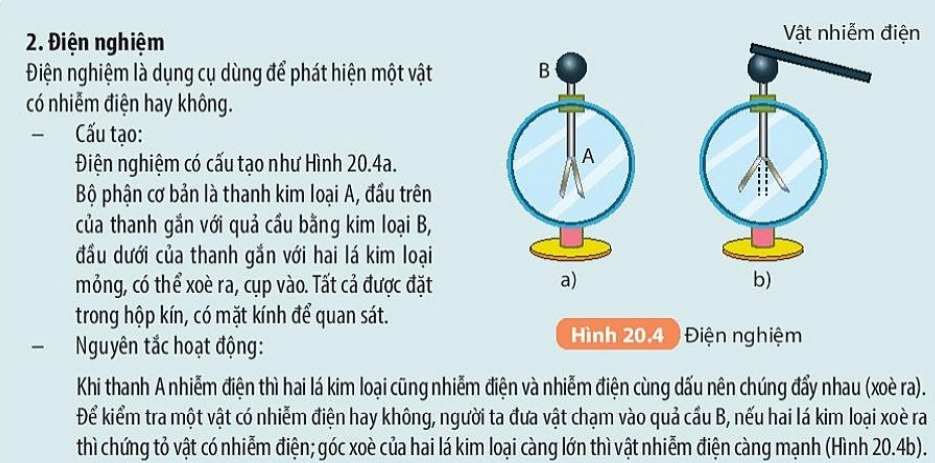 2. Điện nghiệm
Điện nghiệm là dụng cụ dùng để phát hiện một vật
có nhiễm điện hay không.
– Cấu tạo:
Điện nghiệm có cấu tạo như Hình 20.4a.
Bộ phận cơ bản là thanh kim loại A, đầu trên
của thanh gắn với quả cầu bằng kim loại B,
đầu dưới của thanh gắn với hai lá kim loại
mỏng, có thể xoè ra, cụp vào. Tất cả được đặt
trong hộp kín, có mặt kính để quan sát.
– Nguyên tắc hoạt động:
Vật nhiễm điện
B
A
a)
b)
Hình 20.4 Điện nghiệm
Khi thanh A nhiễm điện thì hai lá kim loại cũng nhiễm điện và nhiễm điện cùng dấu nên chúng đẩy nhau (xoè ra).
Để kiểm tra một vật có nhiễm điện hay không, người ta đưa vật chạm vào quả cầu B, nếu hai lá kim loại xoè ra
thì chứng tỏ vật có nhiễm điện; góc xoè của hai lá kim loại càng lớn thì vật nhiễm điện càng mạnh (Hình 20.4b).